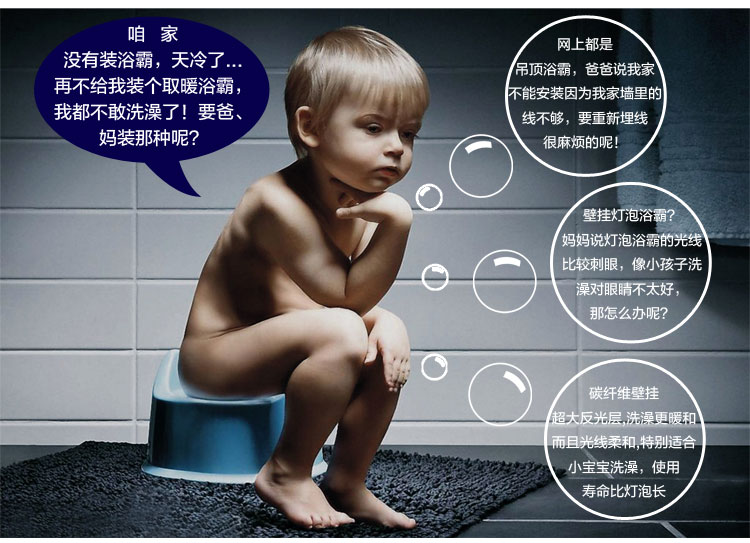 咱 家
没有装浴霸，天冷了...
再不给我装个取暖浴霸，
我都不敢洗澡了！要爸、
妈装那种呢？
网上都是
吊顶浴霸，爸爸说我家
不能安装因为我家墙里的
线不够，要重新埋线
很麻烦的呢！
壁挂灯泡浴霸？
妈妈说灯泡浴霸的光线
比较刺眼，像小孩子洗
澡对眼睛不太好，
那怎么办呢？
碳纤维壁挂
超大反光层,洗澡更暖和
而且光线柔和,特别适合
小宝宝洗澡，使用
寿命比灯泡长